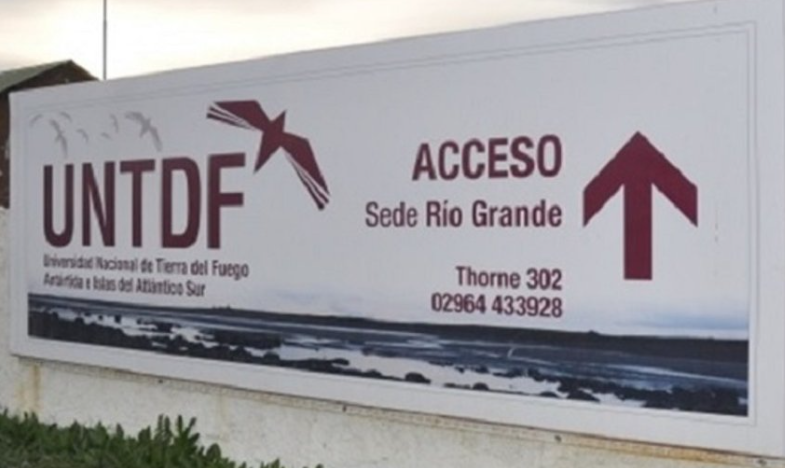 UNTDF
Universidad Nacional de Tierra del Fuego
Antártida e Islas del Atlántico Sur
ACCESO
Sede Río Grande
Thorne 302
02964 433928